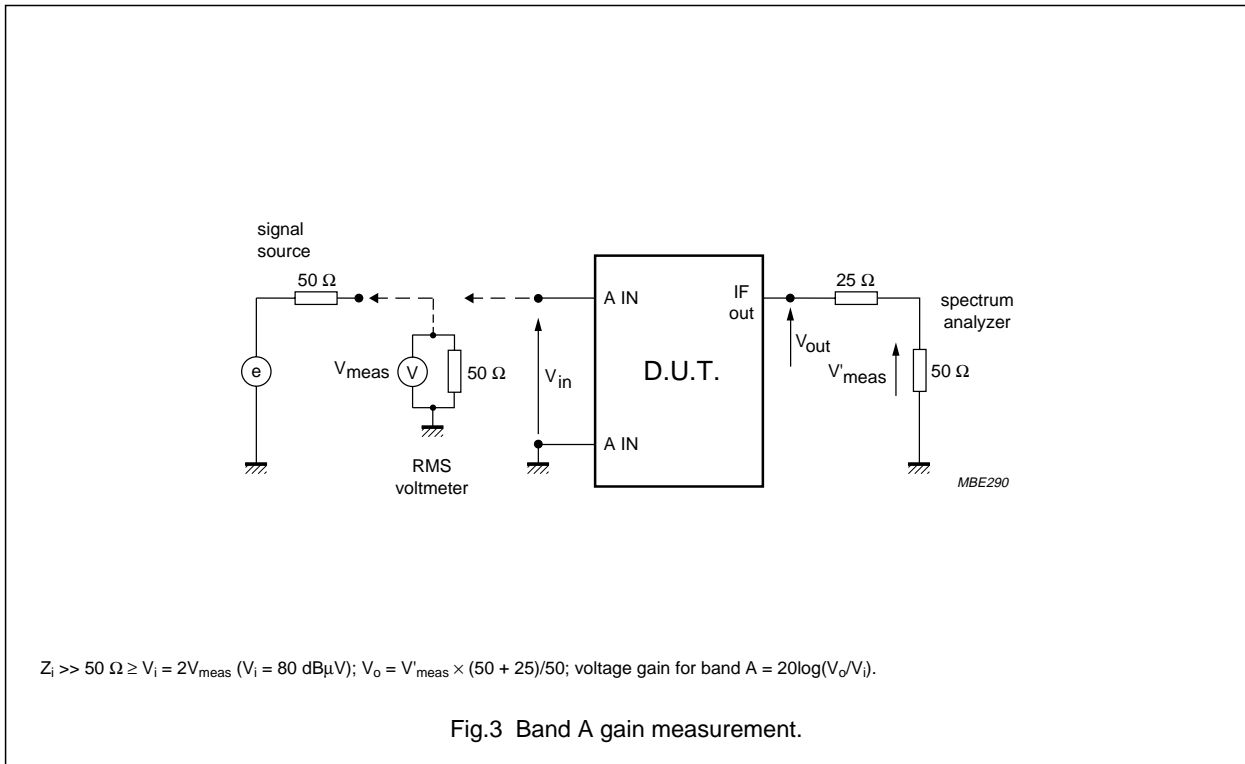 signal
source
50 Ω
e
Vmeas
V
50 Ω
RMS
voltmeter
Vin
A IN
A IN
D.U.T.
IF
out
Vout
25 Ω
V'meas
50 Ω
spectrum
analyzer
MBE290
Zi >> 50 Ω ≥ Vi = 2Vmeas (Vi = 80 dBμV); Vo = V'meas × (50 + 25)/50; voltage gain for band A = 20log(Vo/Vi).
Fig.3 Band A gain measurement.